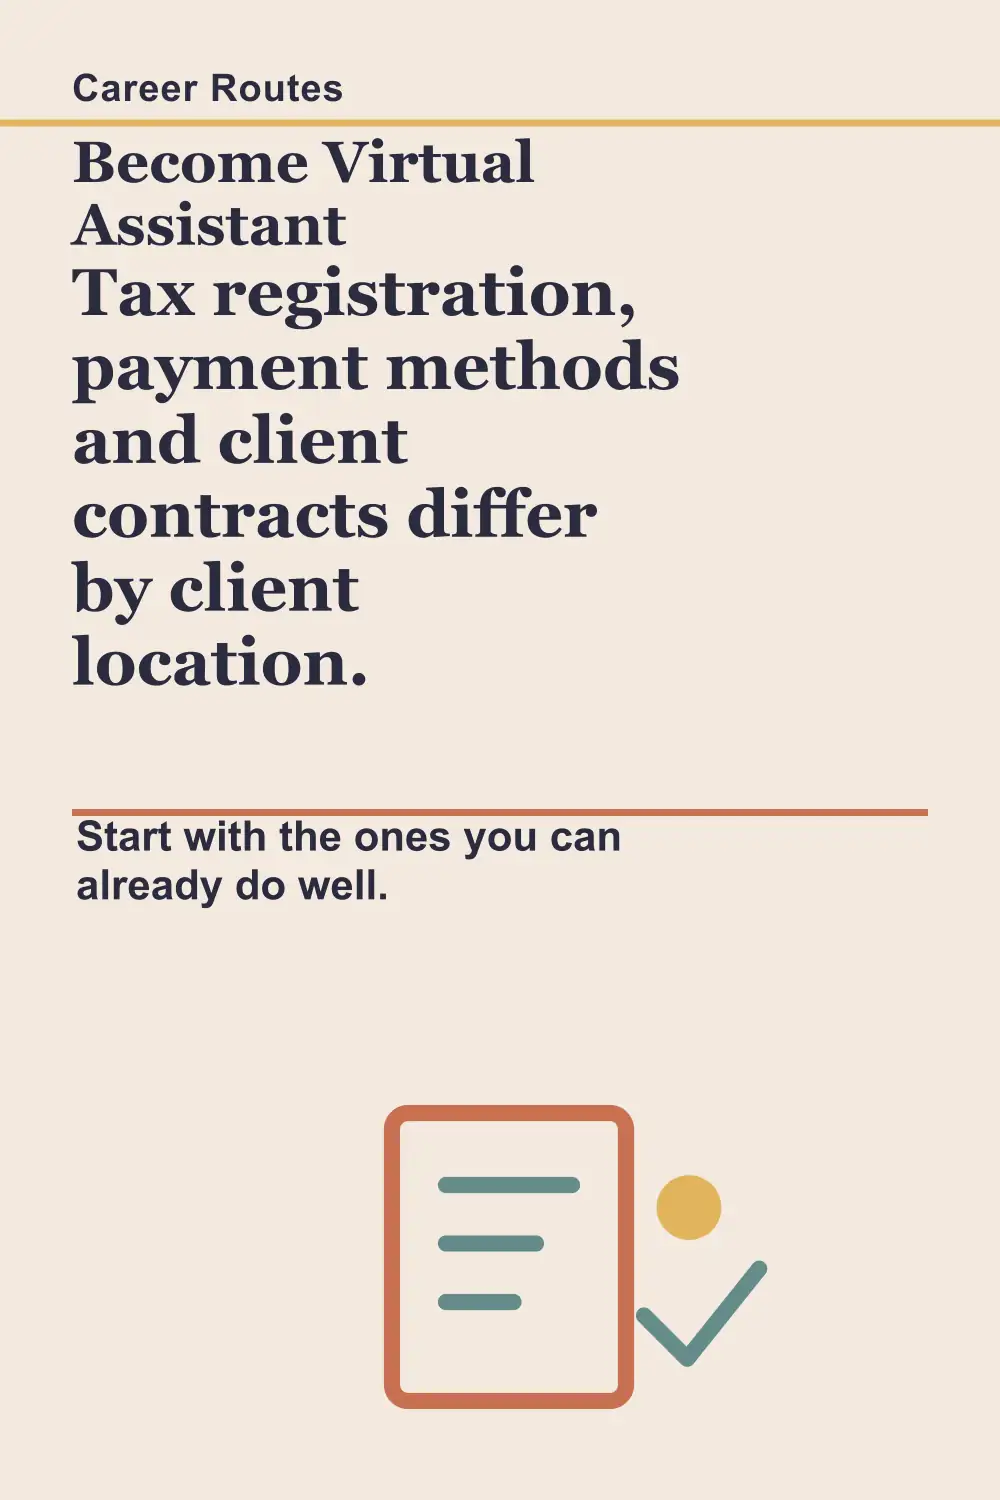 Career Routes
Become Virtual
Assistant
Tax registration,
payment methods
and client
contracts differ
by client
location.
Start with the ones you can
already do well.